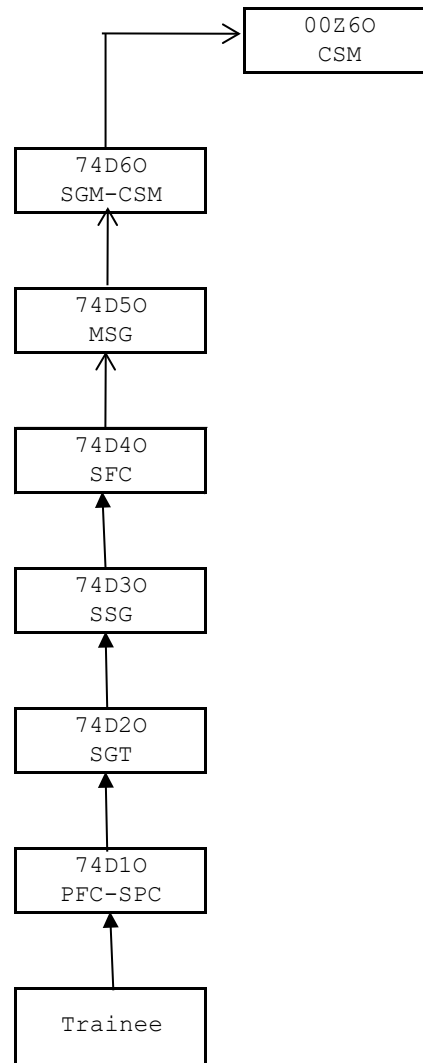 00Z6O
CSM
74D6O
SGM-CSM
74D5O
MSG
74D4O
SFC
74D3O
SSG
74D2O
SGT
74D1O
PFC-SPC
Trainee